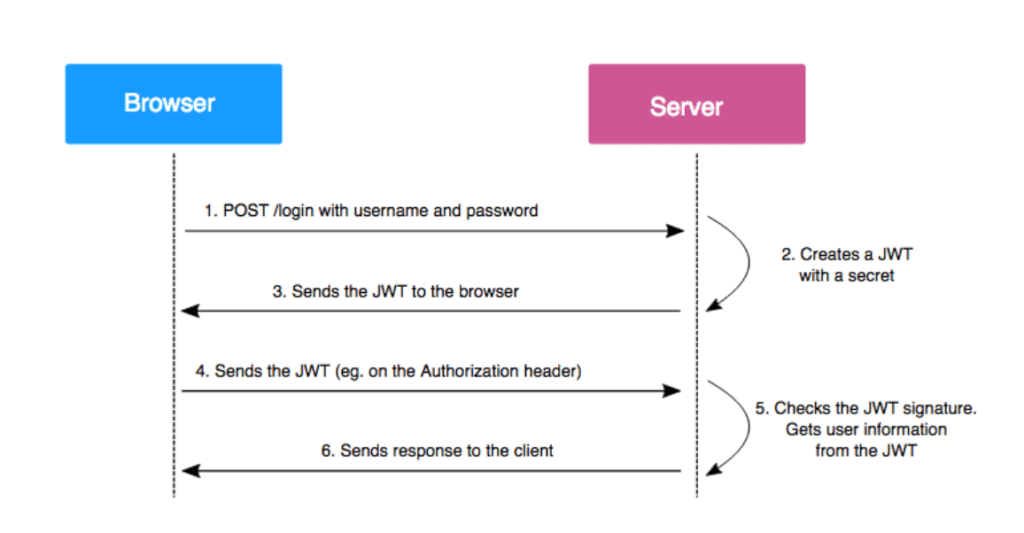 Browser
Server
1. POST /login with username and password
2. Creates a JWT
with a secret
3. Sends the JWT to the browser
4. Sends the JWT (eg. on the Authorization header)
5. Checks the JWT signature.
Gets user information
from the JWT
6. Sends response to the client